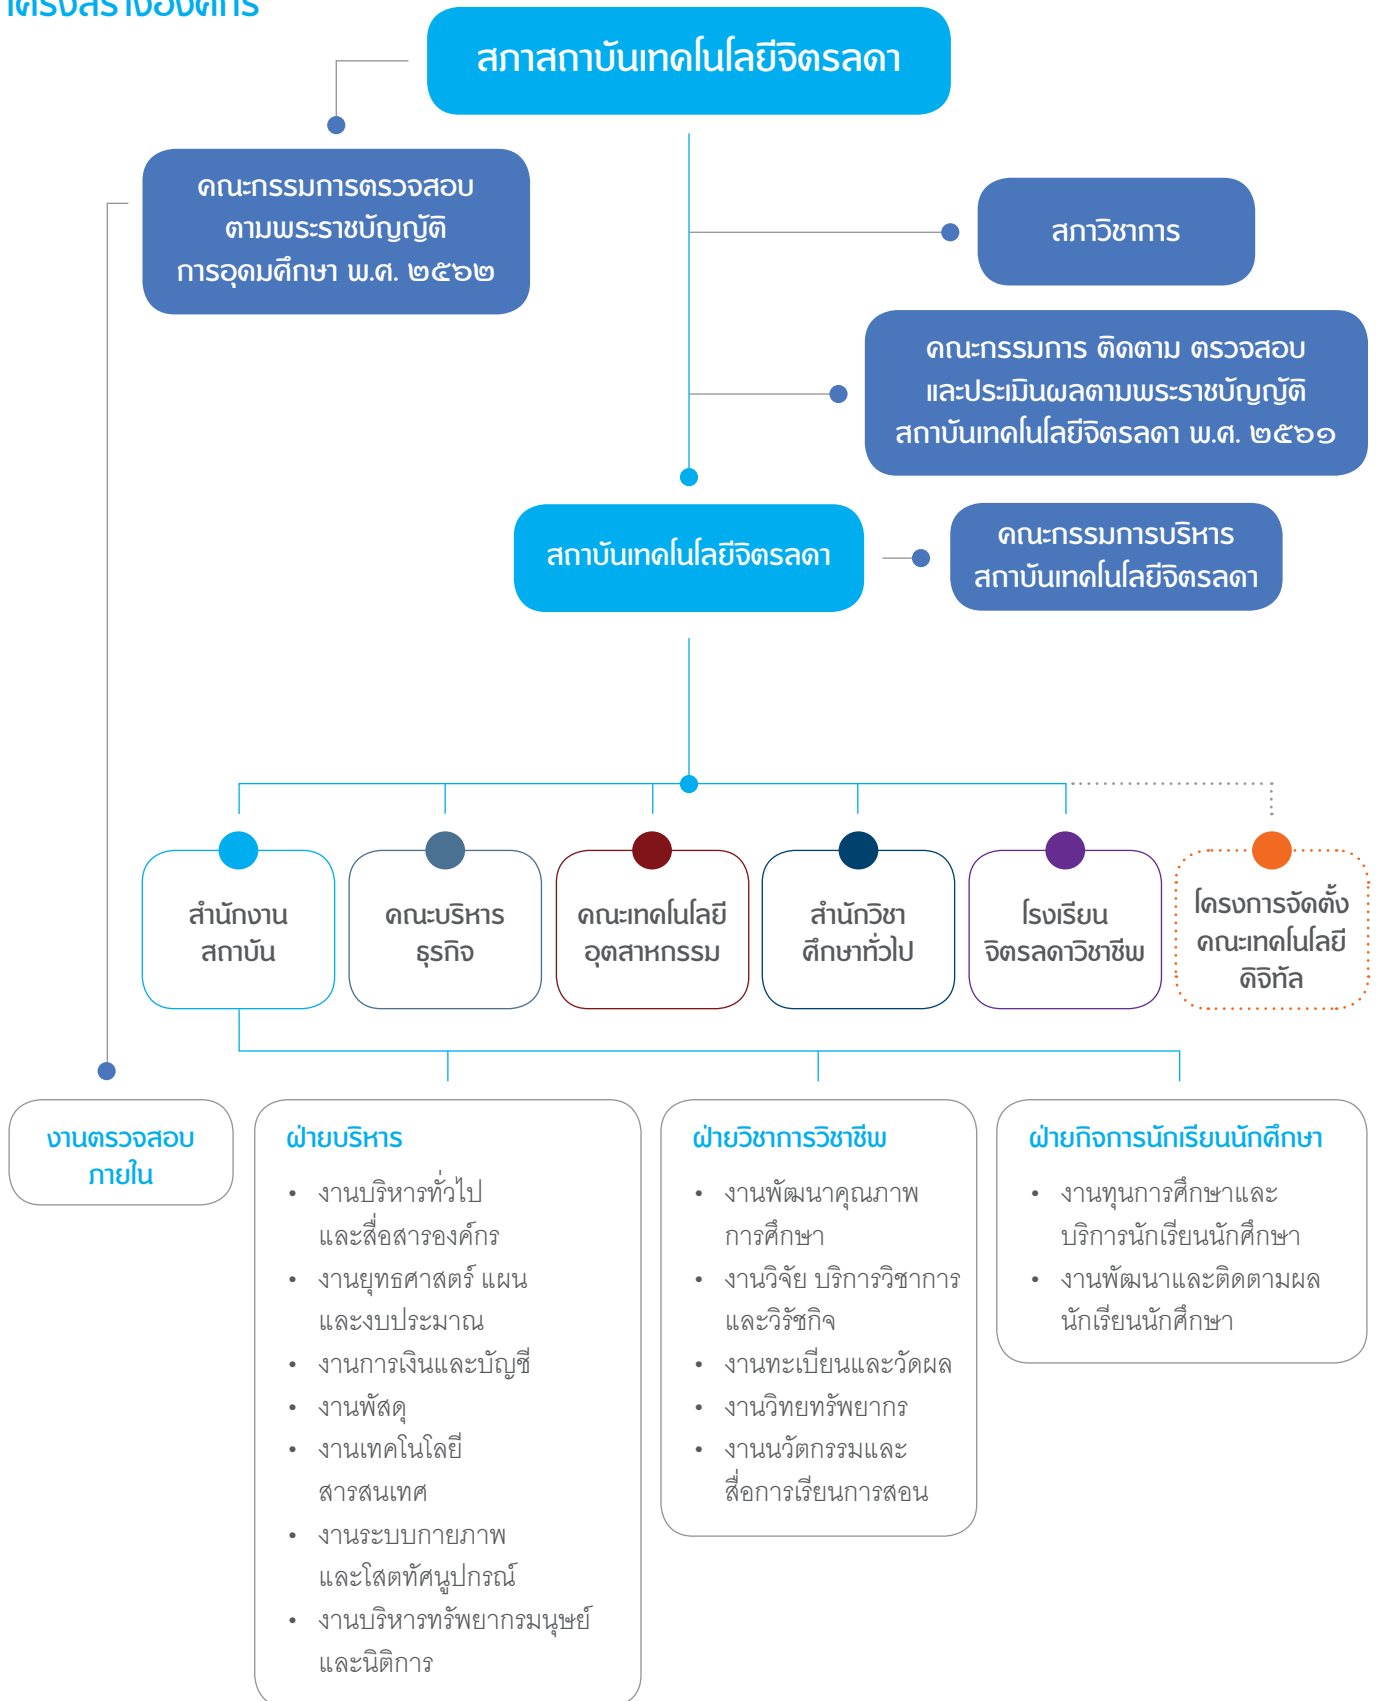 โครงสร้างองค์กร
สภาสถาบันเทคโนโลยีจิตรลดา
คณะกรรมการตรวจสอบ
ตามพระราชบัญญัติ
การอุดมศึกษา พ.ศ. ๒๕๖๒
สภาวิชาการ
คณะกรรมการ ติดตาม ตรวจสอบ
และประเมินผลตามพระราชบัญญัติ
สถาบันเทคโนโลยีจิตรลดา พ.ศ. ๒๕๖๑
สถาบันเทคโนโลยีจิตรลดา
คณะกรรมการบริหาร
สถาบันเทคโนโลยีจิตรลดา
สำนักงาน
สถาบัน
คณะบริหาร
ธุรกิจ
คณะเทคโนโลยี
อุตสาหกรรม
สำนักวิชา
ศึกษาทั่วไป
โรงเรียน
จิตรลดาวิชาชีพ
โครงการจัดตั้ง
คณะเทคโนโลยี
ดิจิทัล
งานตรวจสอบ
ภายใน
ฝ่ายบริหาร
• งานบริหารทั่วไป
และสื่อสารองค์กร
• งานยุทธศาสตร์ แผน
และงบประมาณ
• งานการเงินและบัญชี
• งานพัสดุ
• งานเทคโนโลยี
สารสนเทศ
• งานระบบกายภาพ
และโสตทัศนูปกรณ์
• งานบริหารทรัพยากรมนุษย์
และนิติการ
ฝ่ายวิชาการวิชาชีพ
• งานพัฒนาคุณภาพ
การศึกษา
• งานวิจัย บริการวิชาการ
และวิรัชกิจ
• งานทะเบียนและวัดผล
• งานวิทยทรัพยากร
• งานนวัตกรรมและ
สื่อการเรียนการสอน
ฝ่ายกิจการนักเรียนนักศึกษา
• งานทุนการศึกษาและ
บริการนักเรียนนักศึกษา
• งานพัฒนาและติดตามผล
นักเรียนนักศึกษา